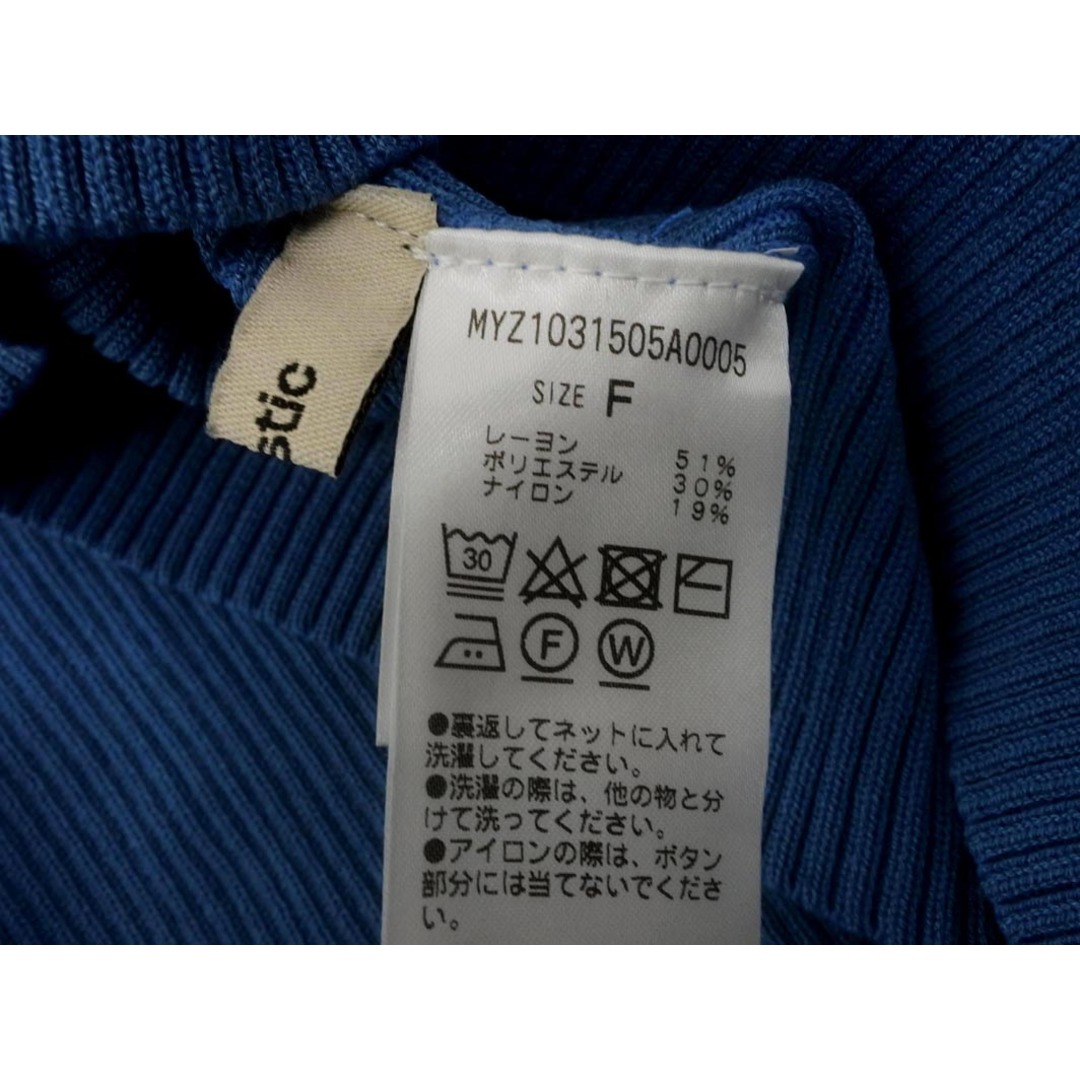 stic
MYZ1031505A0005
SIZE F
レーヨン 51%
ポリエステル 30%
ナイロン 19%
30
F W
●裏返してネットに入れて
洗濯してください。
●洗濯の際は、他の物と分
けて洗ってください。
●アイロンの際は、ボタン
部分には当てないでくださ
い。